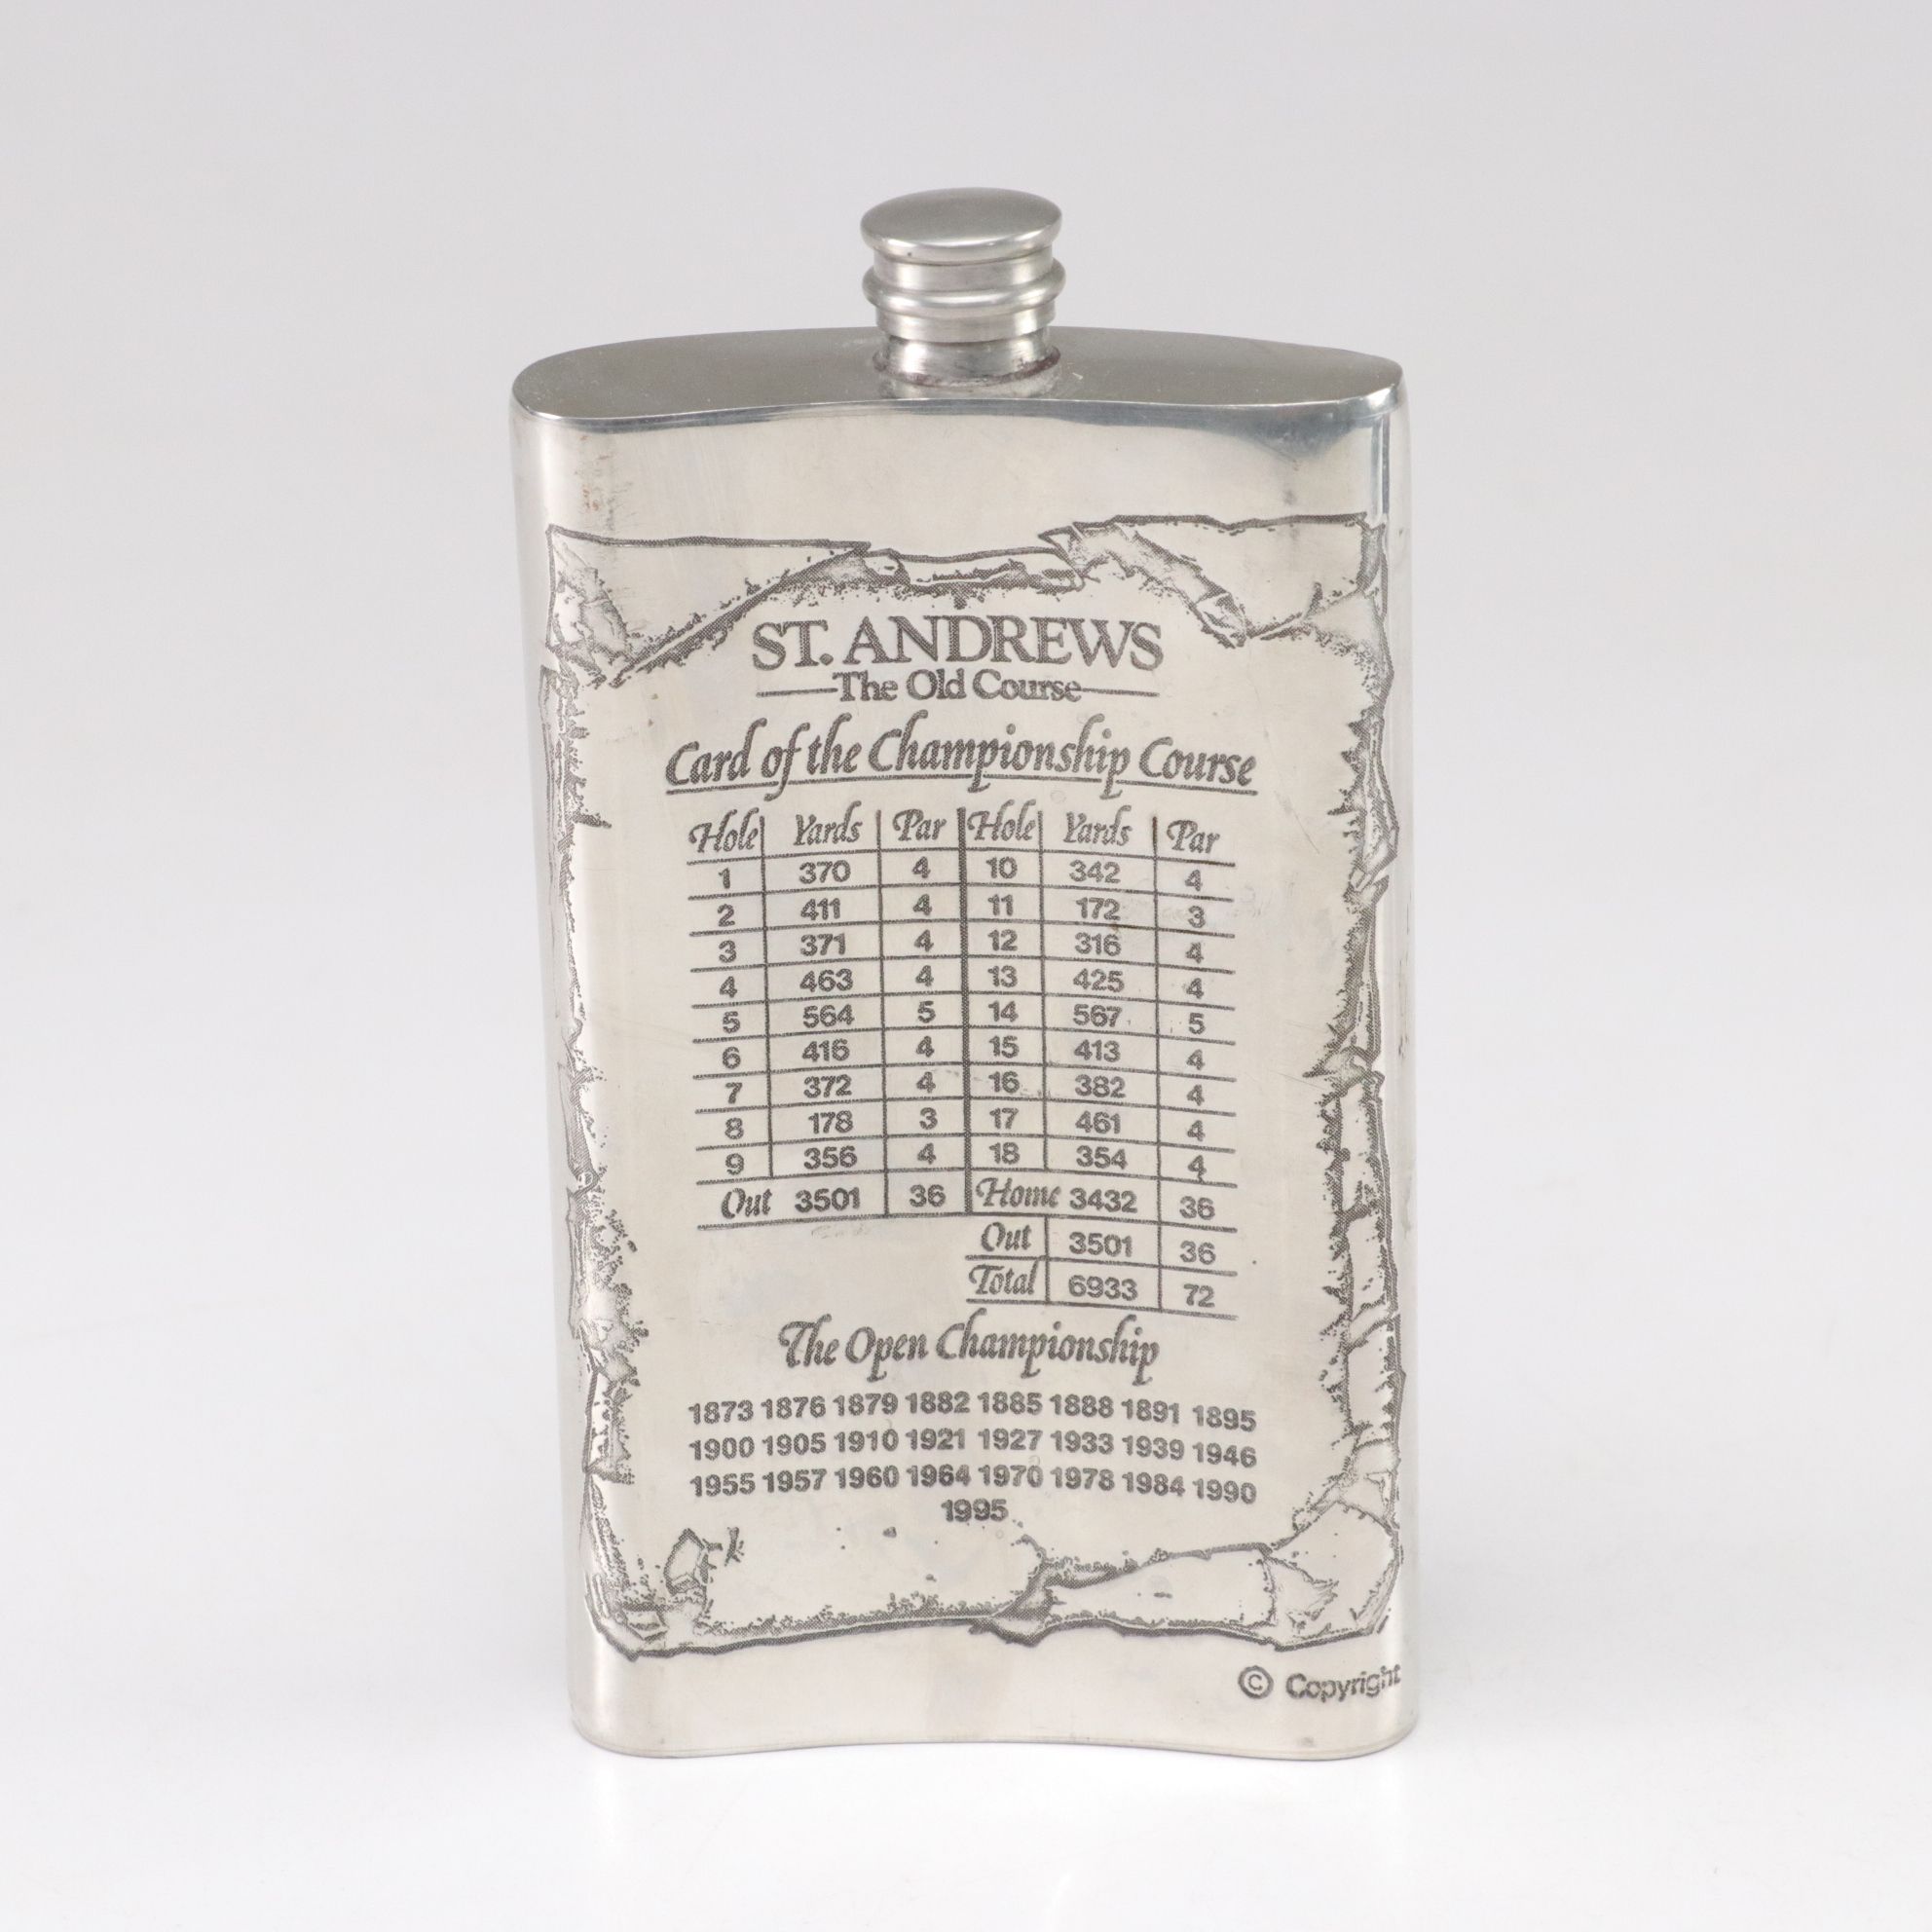 ST. ANDREWS
The Old Course
Card of the Championship Course
Hole Yards Par Hole Yards Par
1 370 4 10 342 4
2 411 4 11 172 3
3 371 4 12 316 4
4 463 4 13 425 4
5 564 5 14 567 5
6 416 4 15 413 4
7 372 4 16 382 4
8 178 3 17 461 4
9 356 4 18 354 4
Out 3501 36 Home 3432 36
Out 3501 36
Total 6933 72
The Open Championship
1873 1876 1879 1882 1885 1888 1891 1895
1900 1905 1910 1921 1927 1933 1939 1946
1955 1957 1960 1964 1970 1978 1984 1990
1995
© Copyright